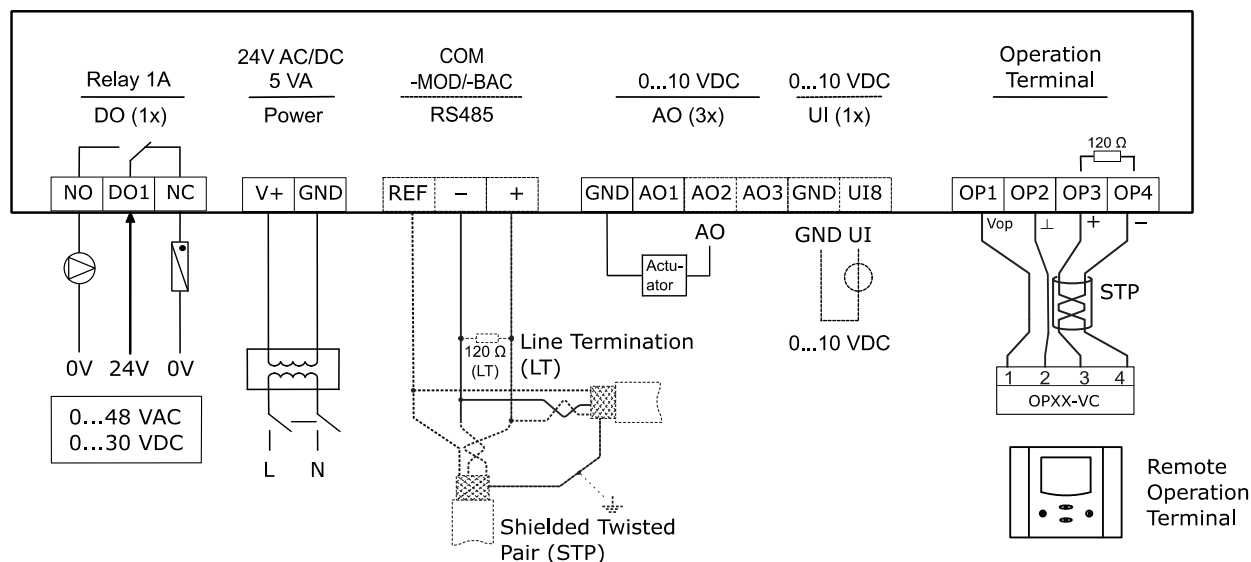 Relay 1A
DO (1x)
24V AC/DC
5 VA
Power
COM
-MOD/-BAC
RS485
0...10 VDC
AO (3x)
0...10 VDC
UI (1x)
Operation
Terminal
120 Ω
NO DO1 NC
V+ GND
REF – +
GND AO1 AO2 AO3 GND UI8
OP1 OP2 OP3 OP4
Vop ⊥ + –
AO
GND UI
Actu-
ator
STP
0V 24V 0V
120 Ω
(LT)
Line Termination
(LT)
0...10 VDC
1 2 3 4
OPXX-VC
0...48 VAC
0...30 VDC
L N
Shielded Twisted
Pair (STP)
Remote
Operation
Terminal